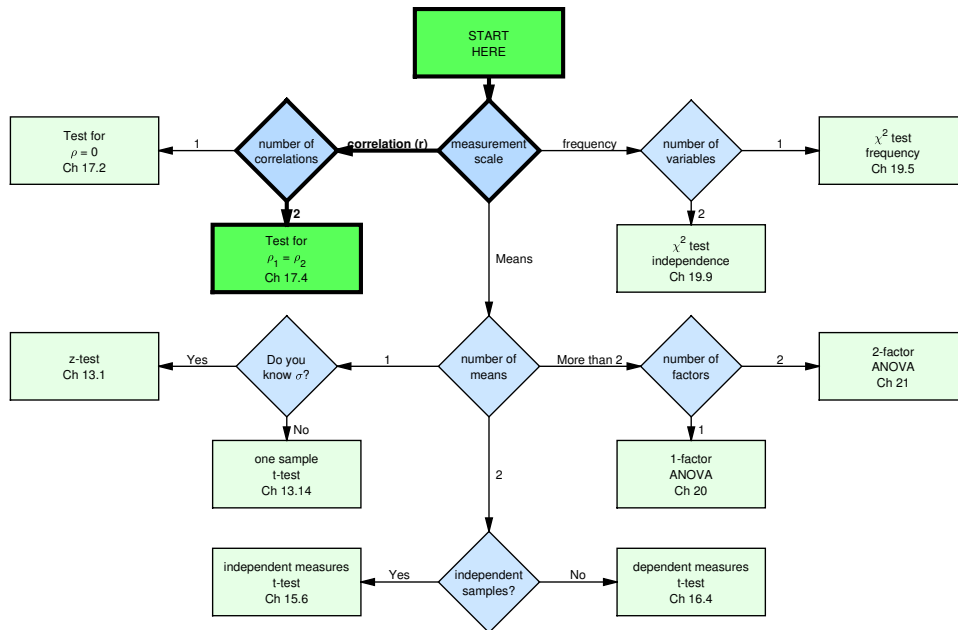 START
HERE
Test for
ρ = 0
Ch 17.2
1
number of
correlations
correlation (r)
measurement
scale
frequency
number of
variables
1
χ² test
frequency
Ch 19.5
2
Test for
ρ₁ = ρ₂
Ch 17.4
Means
2
χ² test
independence
Ch 19.9
z-test
Ch 13.1
Yes
Do you
know σ?
1
number of
means
More than 2
number of
factors
2
2-factor
ANOVA
Ch 21
No
one sample
t-test
Ch 13.14
2
1
1-factor
ANOVA
Ch 20
independent measures
t-test
Ch 15.6
Yes
independent
samples?
No
dependent measures
t-test
Ch 16.4